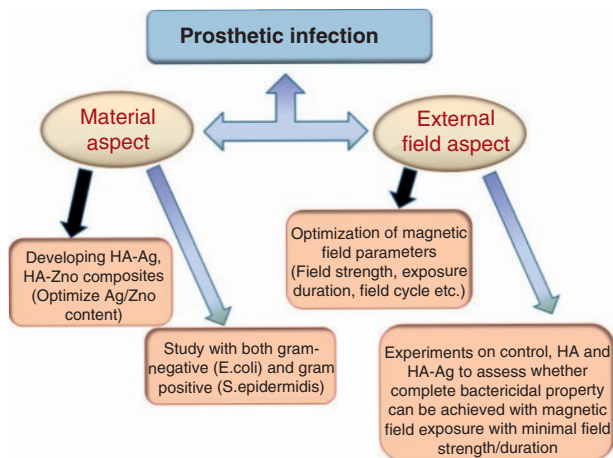 Prosthetic infection
Material
aspect
External
field aspect
Developing HA-Ag,
HA-Zno composites
(Optimize Ag/Zno
content)
Optimization of magnetic
field parameters
(Field strength, exposure
duration, field cycle etc.)
Study with both gram-
negative (E.coli) and gram
positive (S.epidermidis)
Experiments on control, HA and
HA-Ag to assess whether
complete bactericidal property
can be achieved with magnetic
field exposure with minimal field
strength/duration